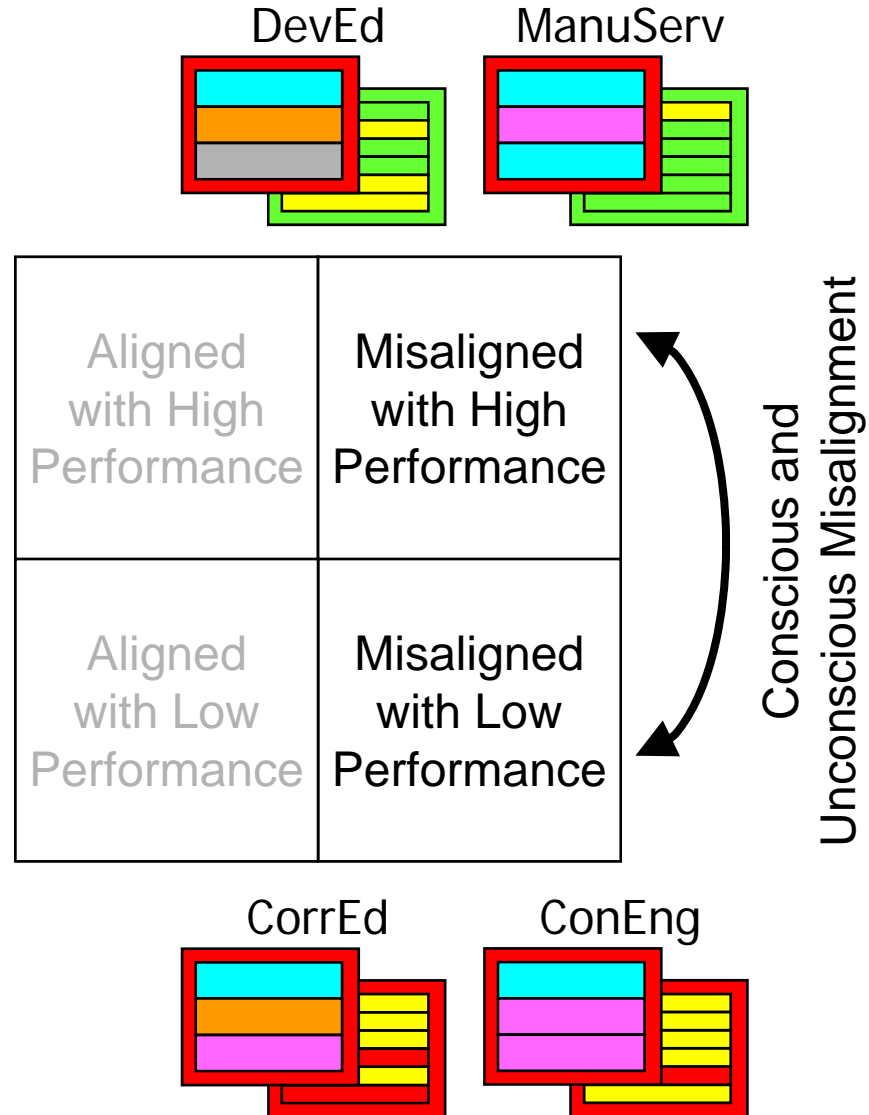 DevEd
ManuServ
Aligned
with High
Performance
Misaligned
with High
Performance
Aligned
with Low
Performance
Misaligned
with Low
Performance
Conscious and
Unconscious Misalignment
CorrEd
ConEng